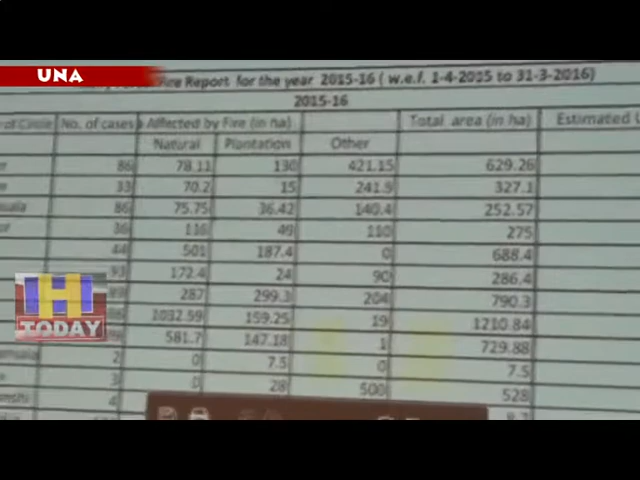 UNA
Fire Report for the year 2015-16 ( w.e.f. 1-4-2015 to 31-3-2016)
2015-16
No. of cases Affected by Fire (in ha) Total area (in ha) Estimated
Natural Plantation Other
86 78.11 130 421.15 629.26
33 70.2 15 241.9 327.1
86 75.75 36.42 140.4 252.57
36 116 49 110 275
44 501 187.4 0 688.4
93 172.4 24 90 286.4
287 299.3 204 790.3
1032.59 159.25 19 1210.84
581.7 147.18 1 729.88
2 0 7.5 0 7.5
3 0 28 500 528
4
H
TODAY